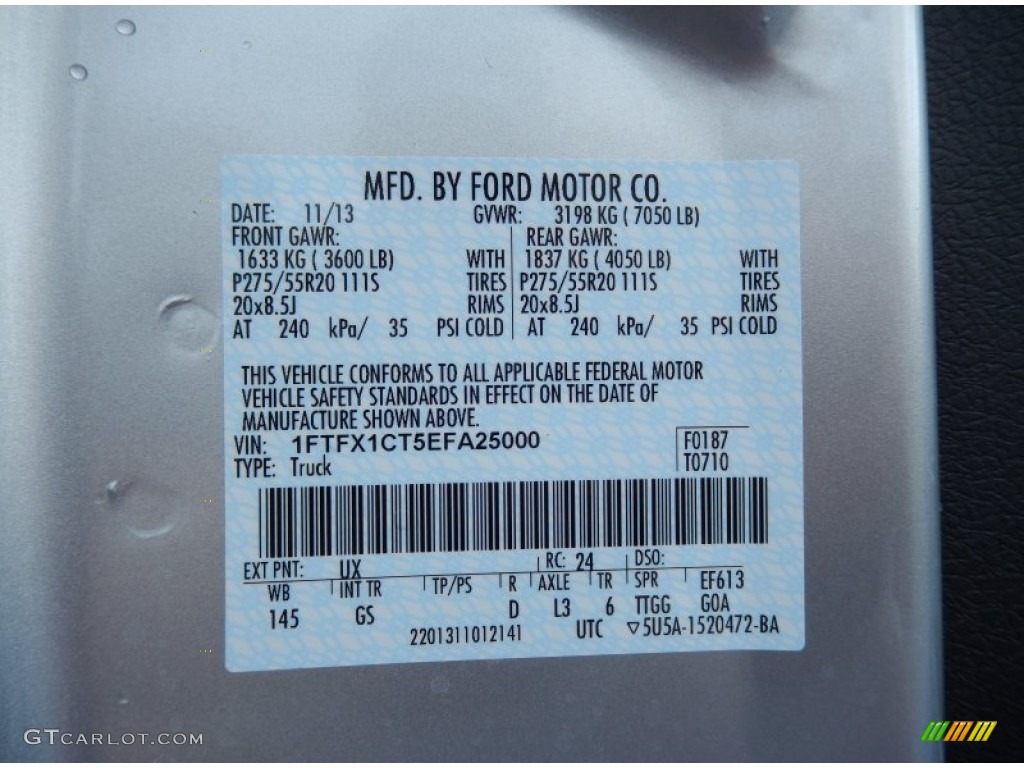 MFD. BY FORD MOTOR CO.
DATE: 11/13 GVWR: 3198 KG ( 7050 LB)
FRONT GAWR: REAR GAWR:
1633 KG ( 3600 LB) WITH 1837 KG ( 4050 LB) WITH
P275/55R20 111S TIRES P275/55R20 111S TIRES
20x8.5J RIMS 20x8.5J RIMS
AT 240 kPa/ 35 PSI COLD AT 240 kPa/ 35 PSI COLD
THIS VEHICLE CONFORMS TO ALL APPLICABLE FEDERAL MOTOR
VEHICLE SAFETY STANDARDS IN EFFECT ON THE DATE OF
MANUFACTURE SHOWN ABOVE.
VIN: 1FTFX1CT5EFA25000 F0187
TYPE: Truck T0710
EXT PNT: UX RC: 24 DSO:
WB INT TR TP/PS R AXLE TR SPR EF613
145 GS D L3 6 TTGG GOA
2201311012141 UTC ▽5U5A-1520472-BA
GTCARLOT.COM